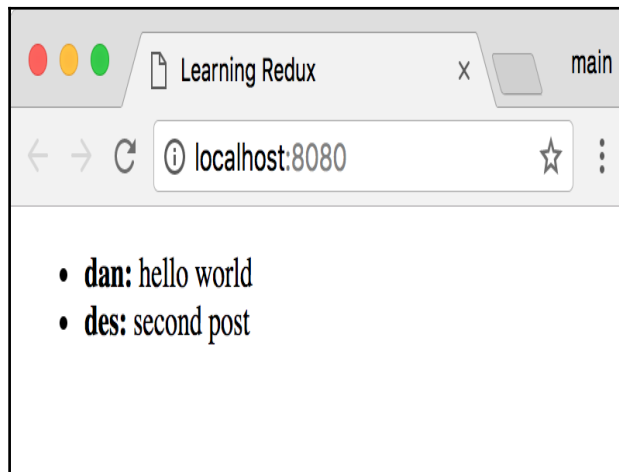 Learning Redux
main
localhost:8080
dan: hello world
des: second post